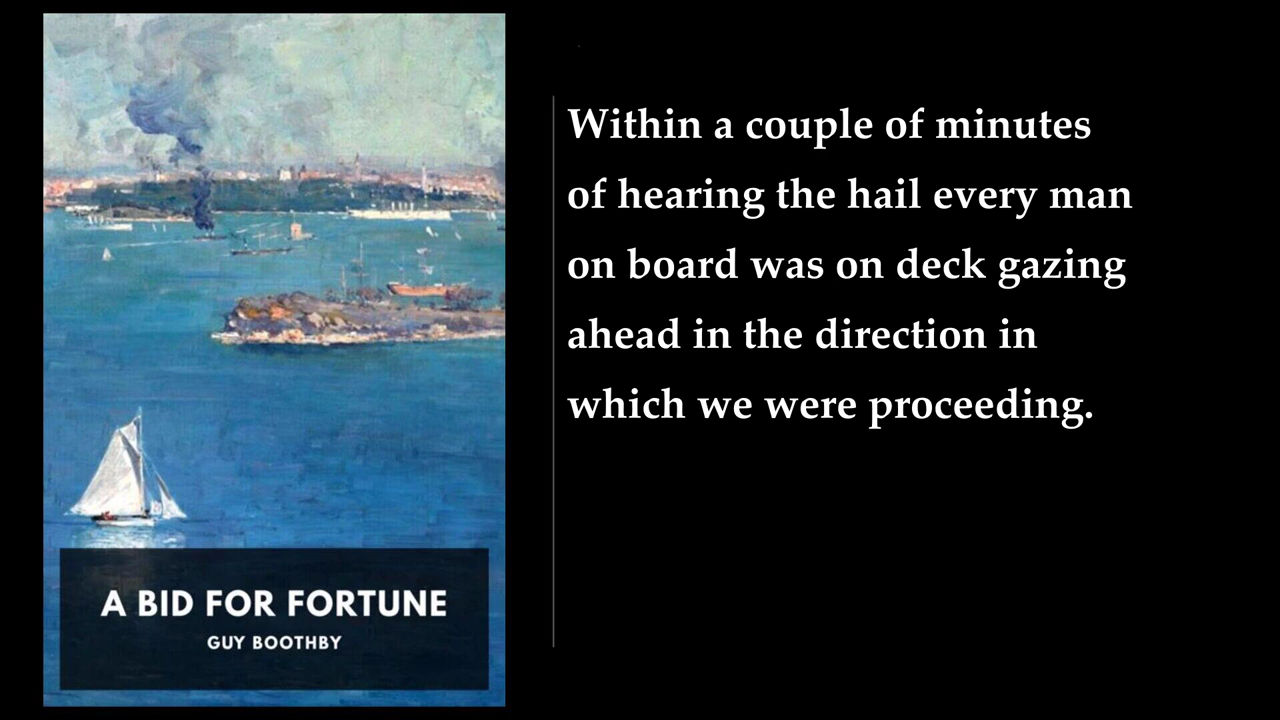 Within a couple of minutes
of hearing the hail every man
on board was on deck gazing
ahead in the direction in
which we were proceeding.
A BID FOR FORTUNE
GUY BOOTHBY